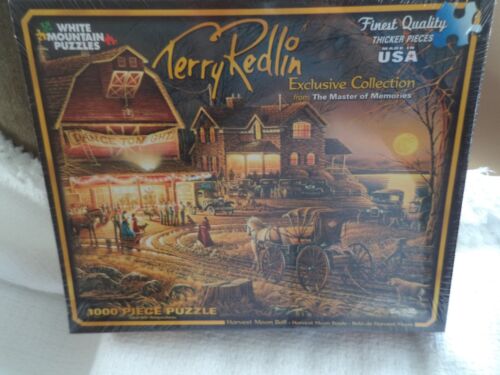 WHITE
MOUNTAIN
PUZZLES
Terry Redlin
Finest Quality
THICKER PIECES
MADE IN
USA
Exclusive Collection
from The Master of Memories
DANCE TONIGHT
1000 PIECE PUZZLE
Harvest Moon Ball